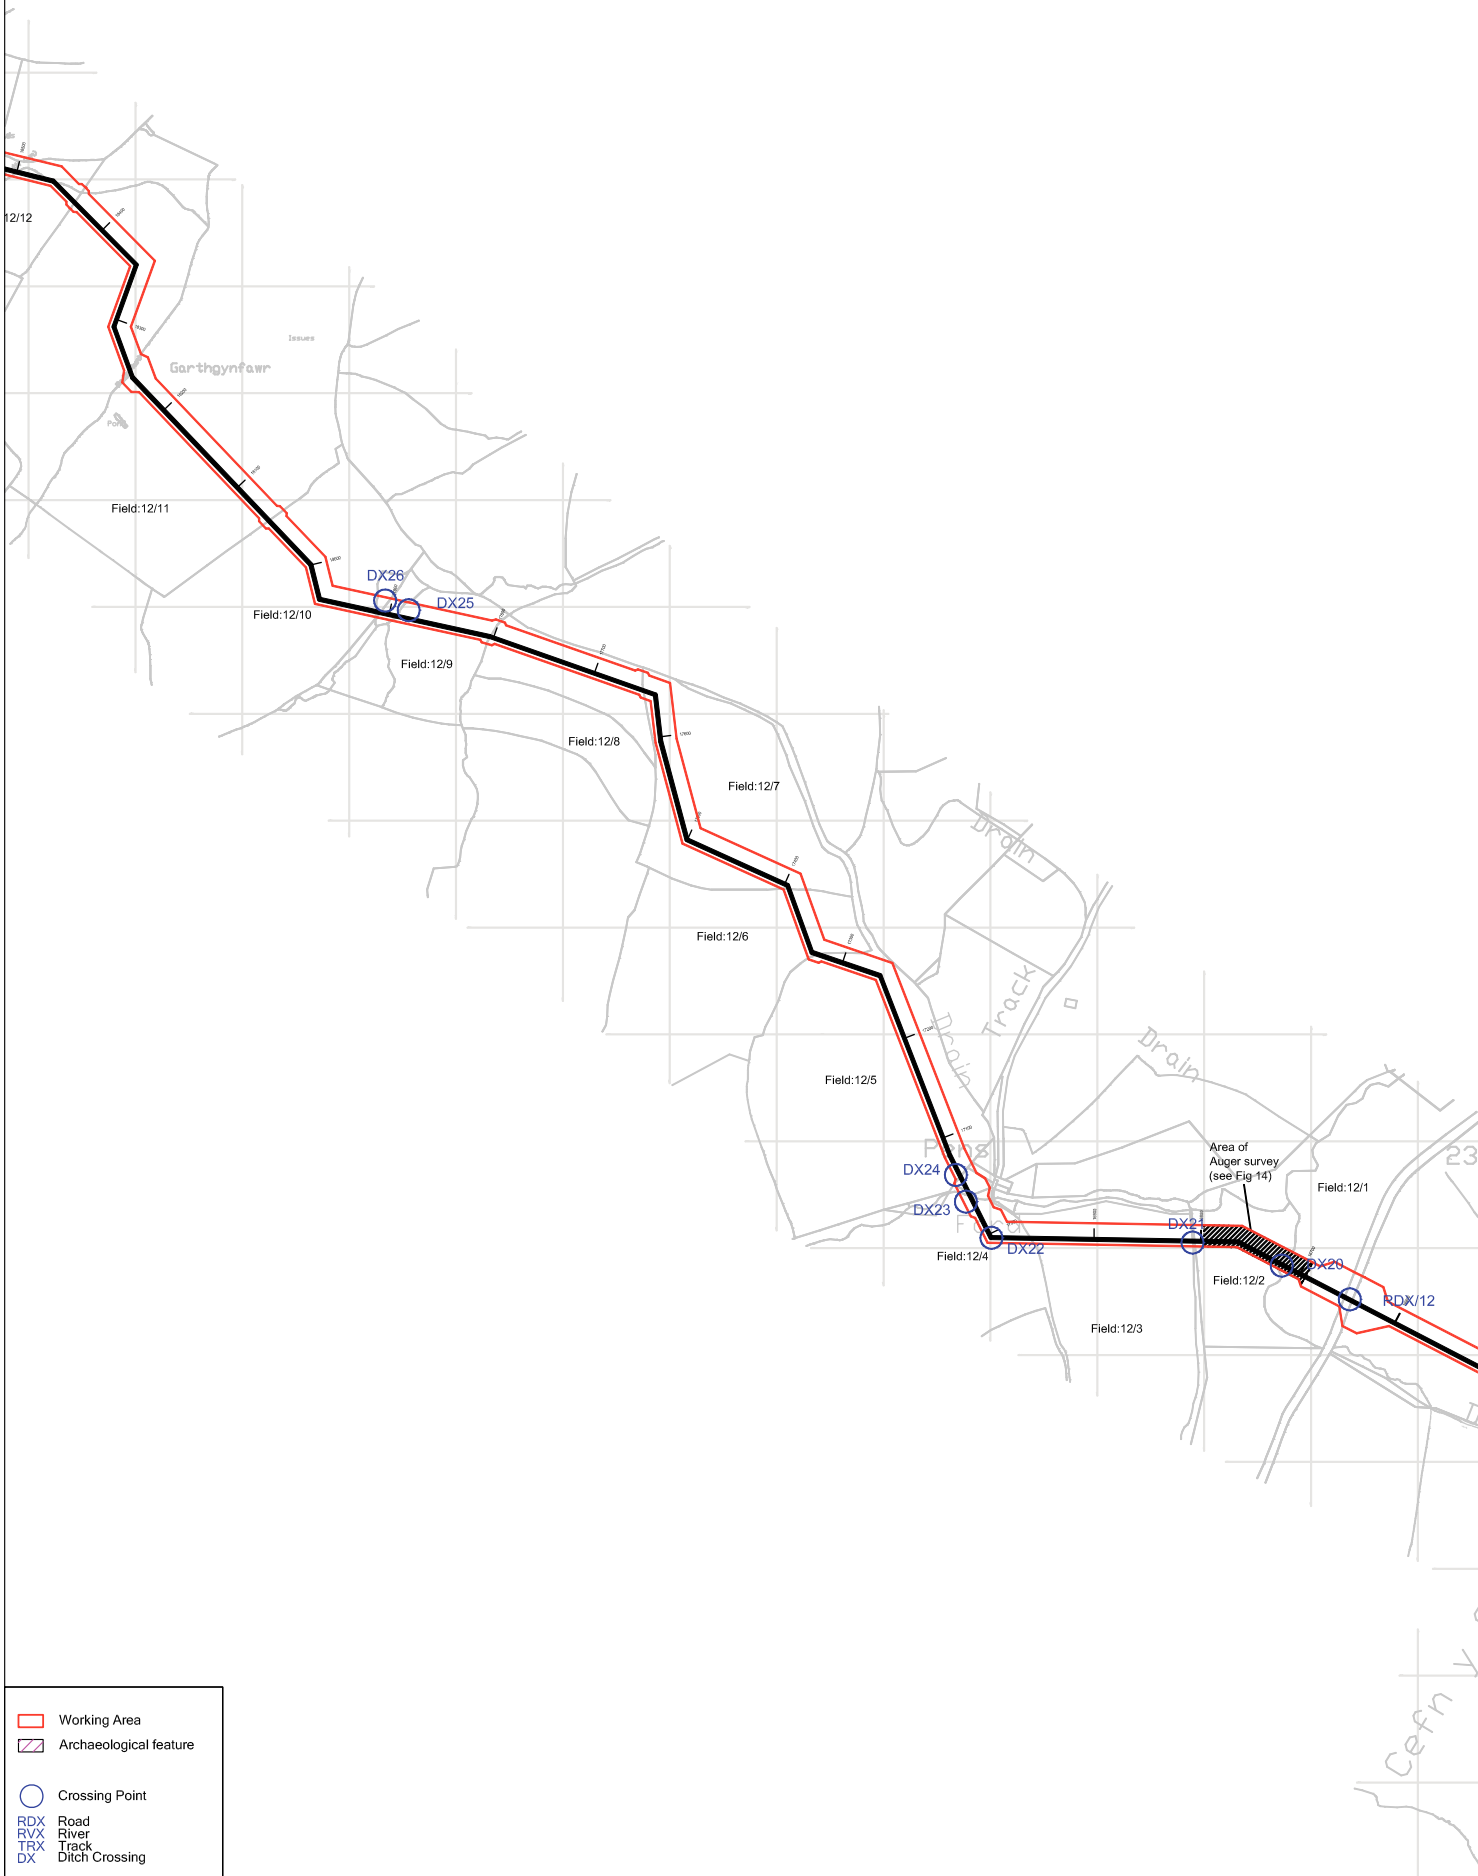 12/12
Issues
Garthgynfawr
Field:12/11
DX26
DX25
Field:12/10
Field:12/9
Field:12/8
Field:12/7
Drain
Field:12/6
Track
Drain
Drain
Field:12/5
Area of
Auger survey
(see Fig 14)
23
DX24
Field:12/1
DX23
DX21
DX22
Field:12/4
DX20
Field:12/2
RDX/12
Field:12/3
Cefn
Working Area
Archaeological feature
Crossing Point
RDX Road
RVX River
TRX Track
DX Ditch Crossing